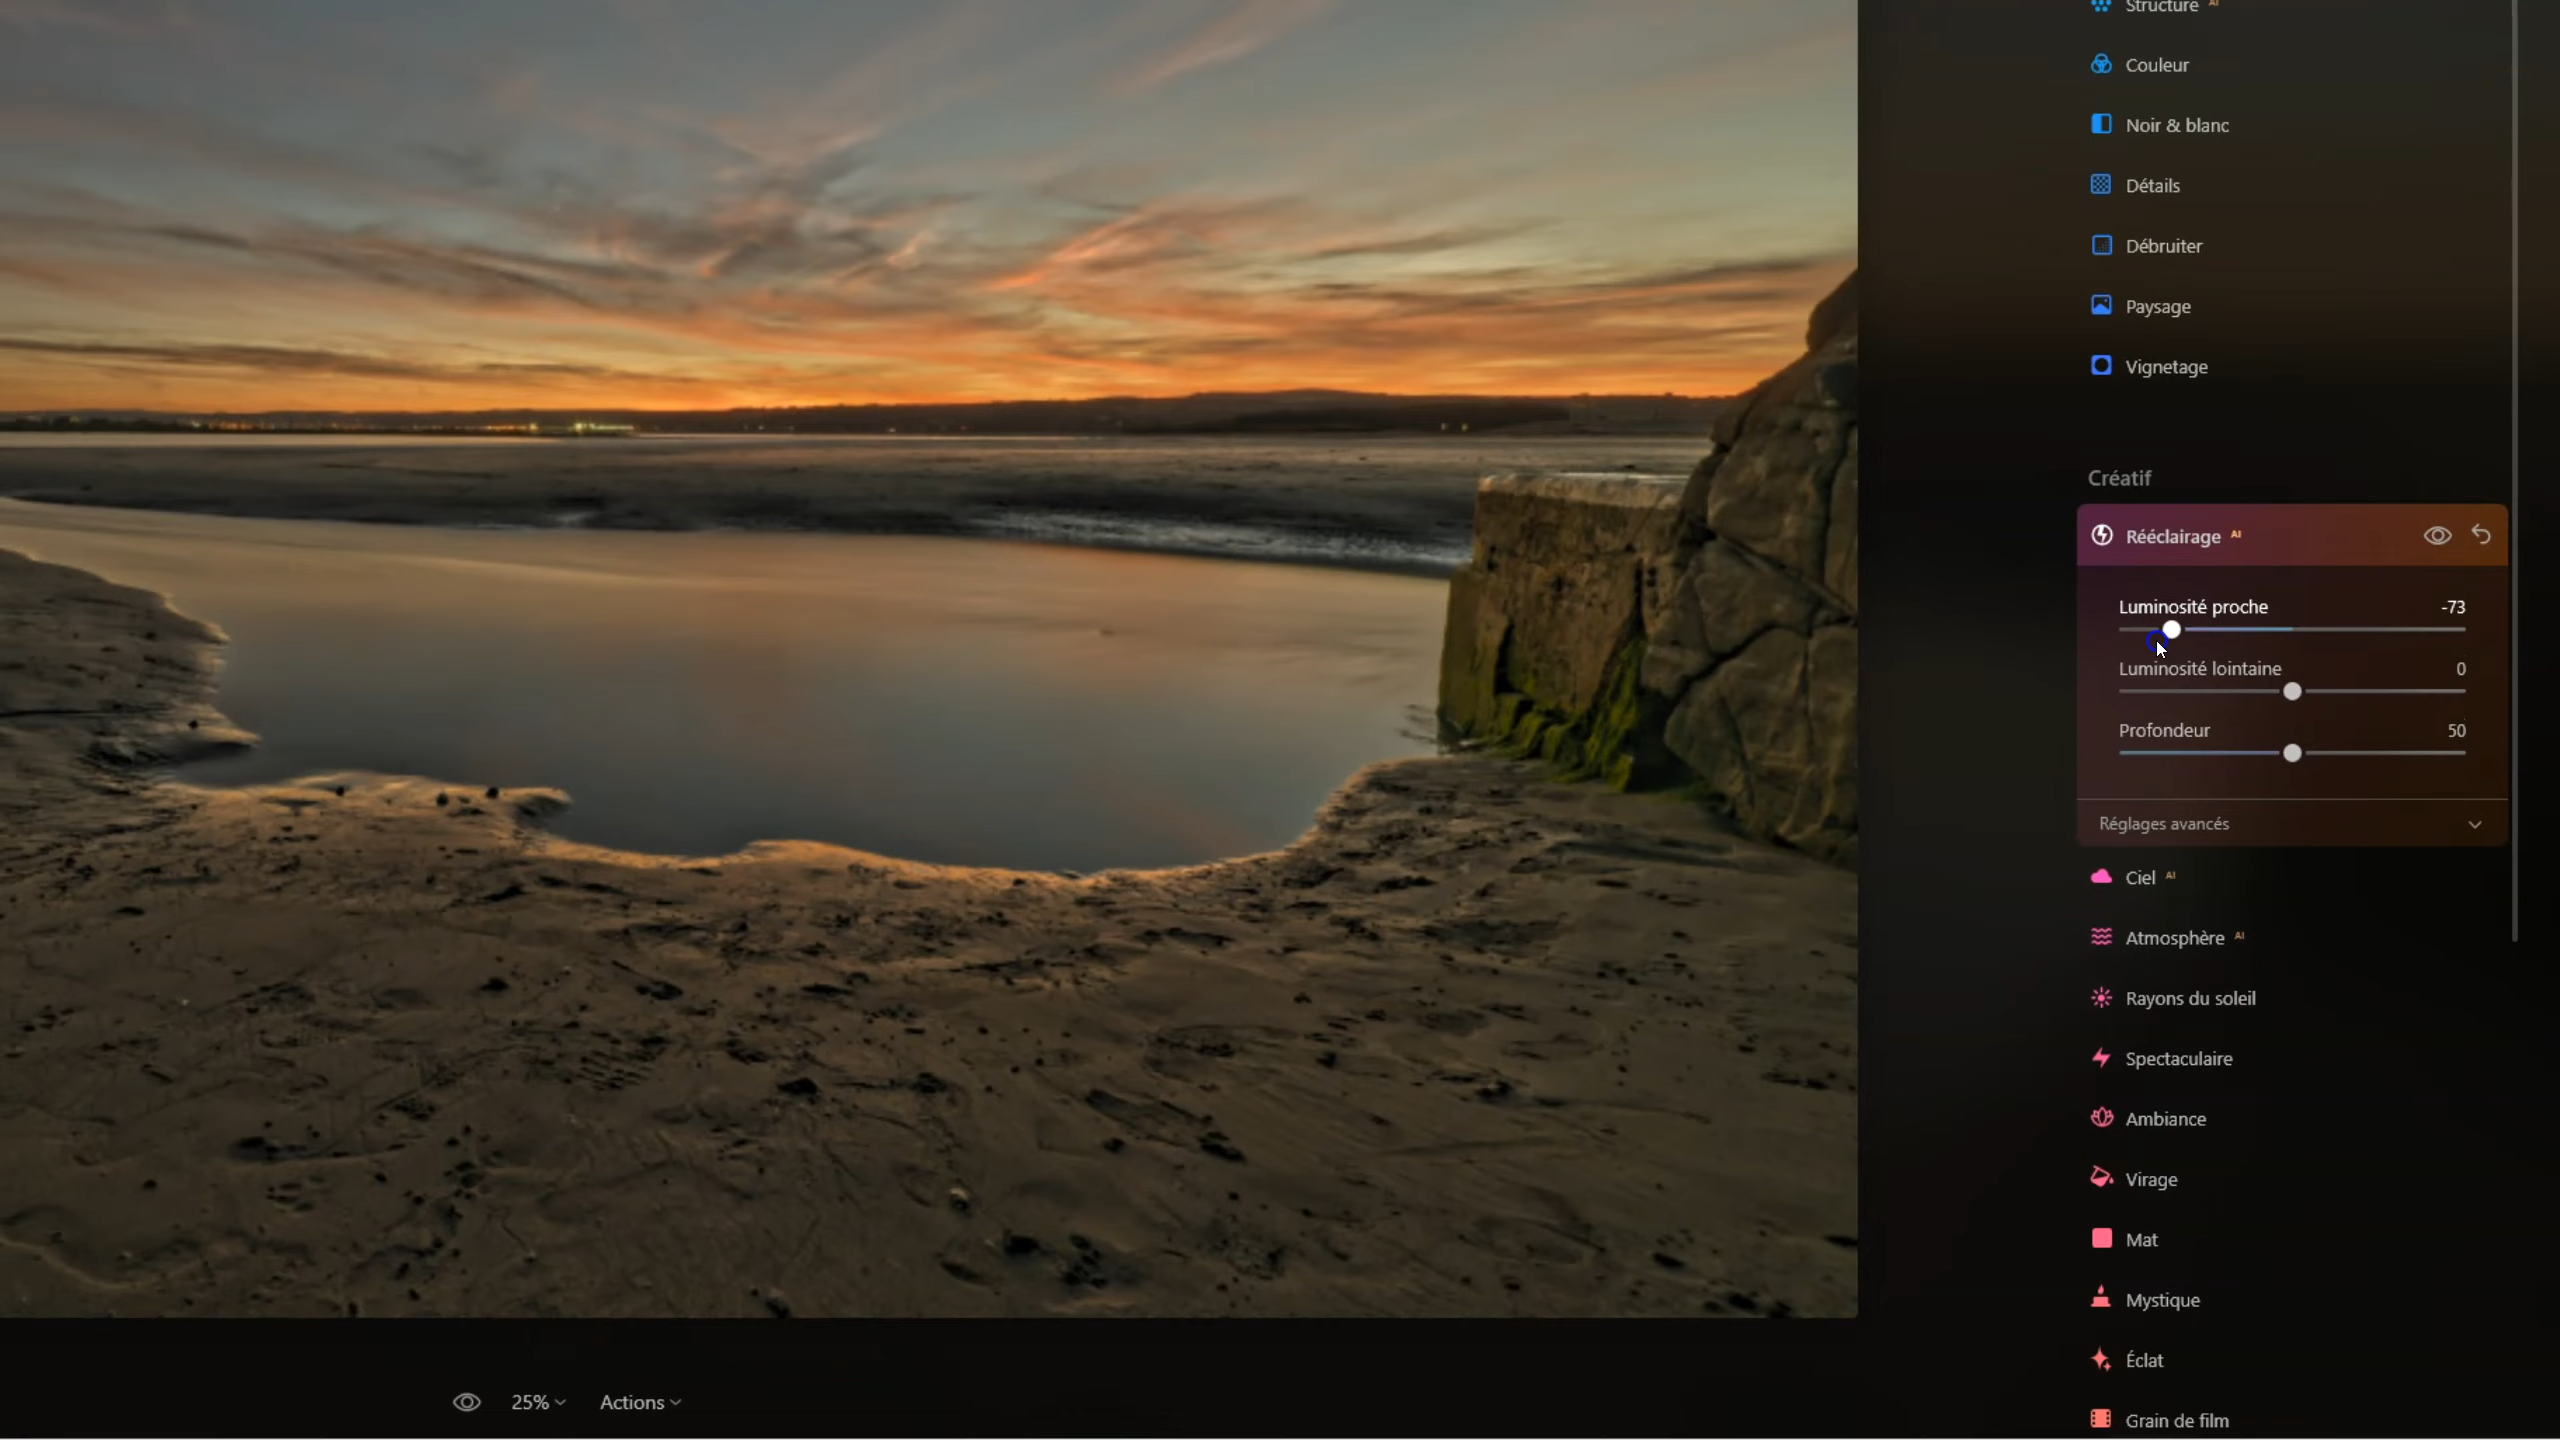 Structure AI
Couleur
Noir & blanc
Détails
Débruiter
Paysage
Vignetage
Créatif
Rééclairage AI
Luminosité proche -73
Luminosité lointaine 0
Profondeur 50
Réglages avancés
Ciel AI
Atmosphère AI
Rayons du soleil
Spectaculaire
Ambiance
Virage
Mat
Mystique
Éclat
25% Actions
Grain de film